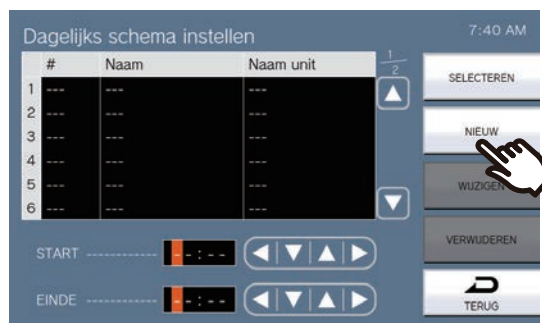 Dagelijks schema instellen
7:40 AM
# Naam Naam unit
1/2
1 --- --- ---
2 --- --- ---
3 --- --- ---
4 --- --- ---
5 --- --- ---
6 --- --- ---
START ------------ --:--
EINDE ------------ --:--
SELECTEREN
NIEUW
WIJZIGEN
VERWIJDEREN
TERUG